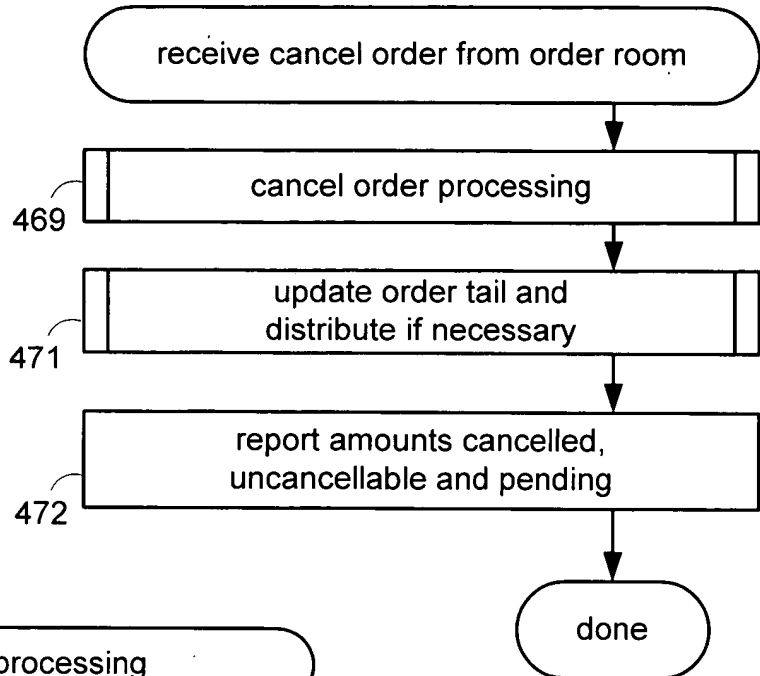 receive cancel order from order room
cancel order processing
469
update order tail and
distribute if necessary
471
report amounts cancelled,
uncancellable and pending
472
done
processing